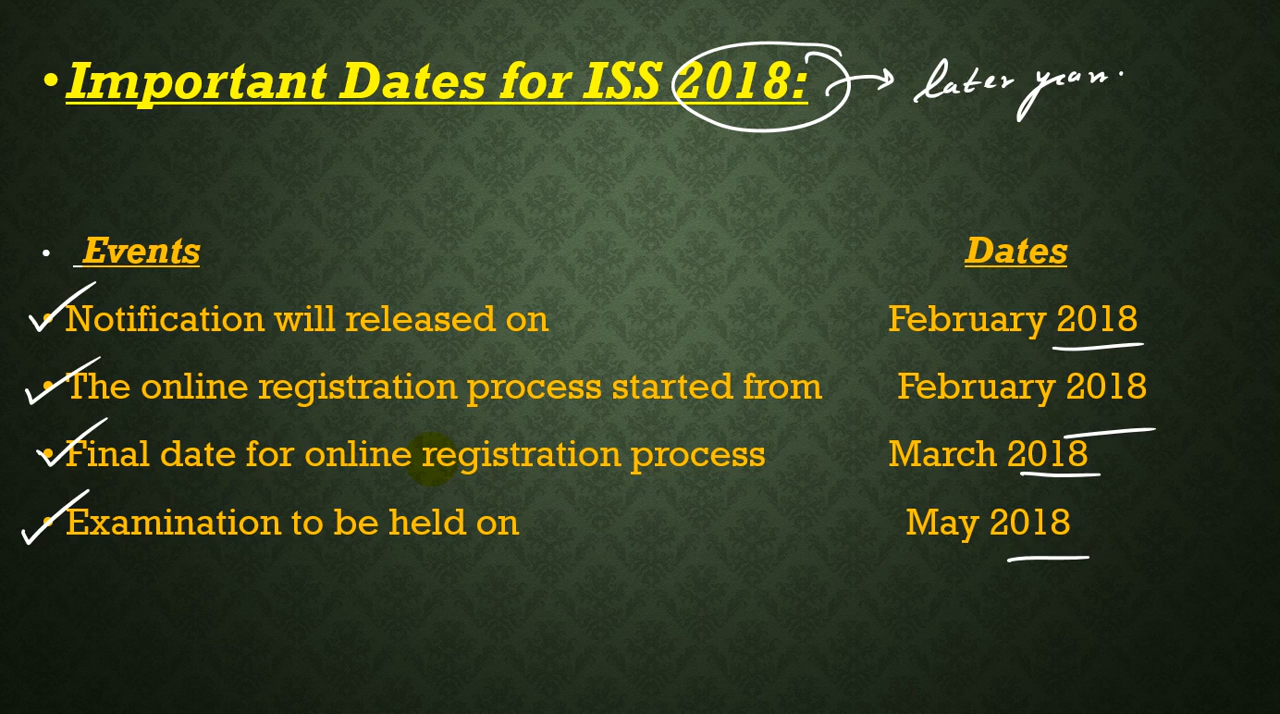 • Important Dates for ISS 2018: → later year.
• Events Dates
• Notification will released on February 2018
• The online registration process started from February 2018
• Final date for online registration process March 2018
• Examination to be held on May 2018